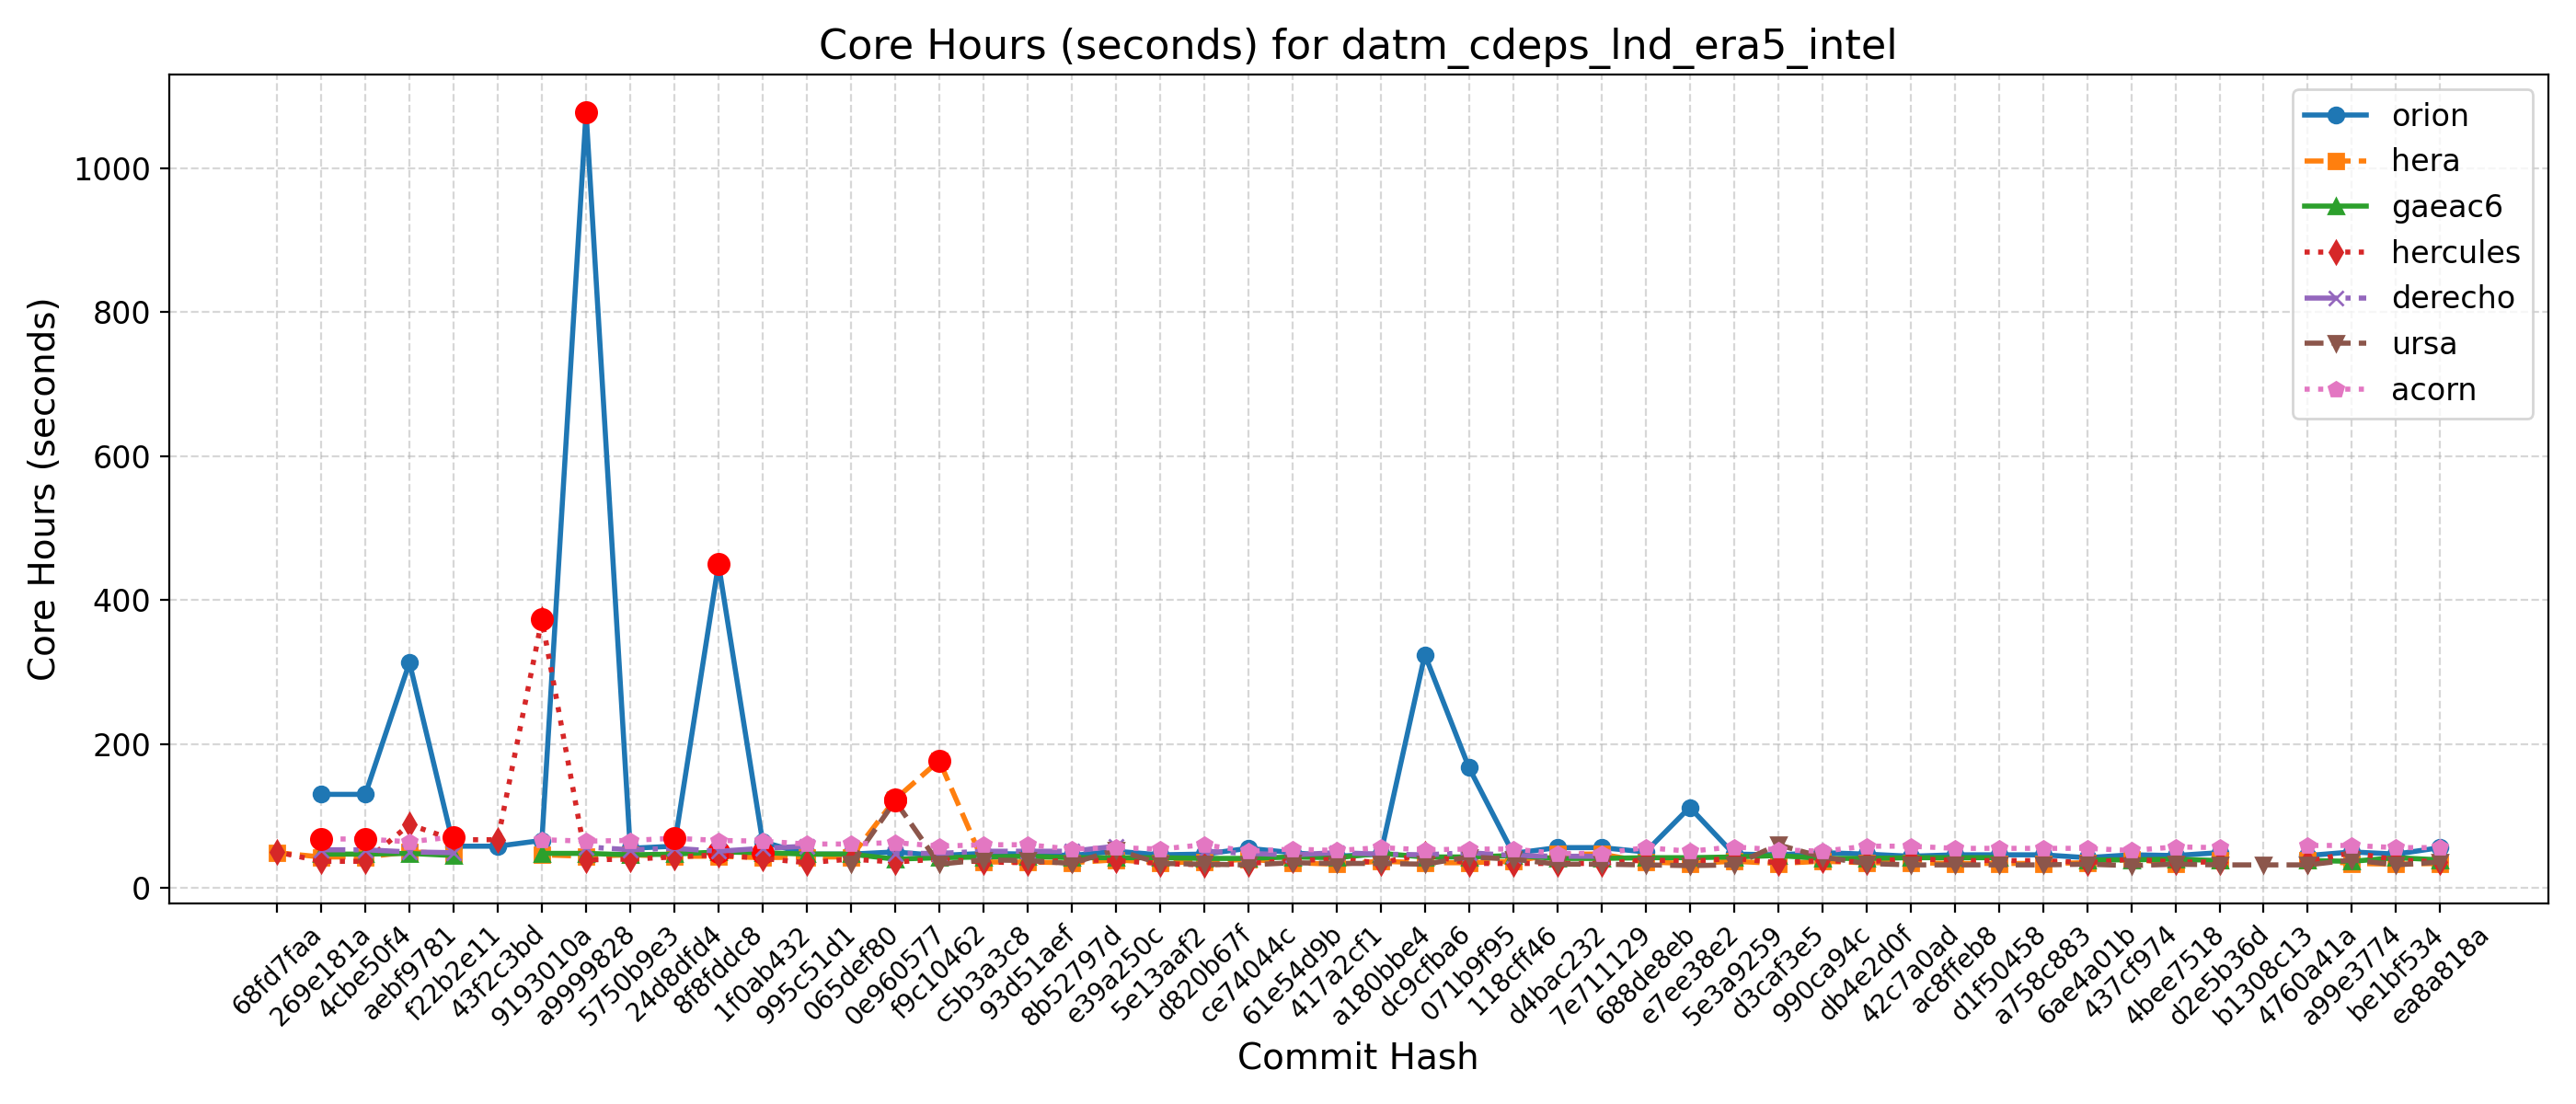 Core Hours (seconds) for datm_cdeps_lnd_era5_intel
Core Hours (seconds)
1000
800
600
400
200
0
orion
hera
gaeac6
hercules
derecho
ursa
acorn
68fd7faa
269e181a
4cbe50f4
aebf9781
f22b2e11
43f2c3bd
9193010a
a9999828
5750b9e3
24d8dfd4
8f8fddc8
1f0ab432
995c51d1
065def80
0e960577
f9c10462
c5b3a3c8
93d51aef
8b52797d
e39a250c
5e13aaf2
d820b67f
ce74044c
61e54d9b
417a2cf1
a180bbe4
dc9cfba6
071b9f95
118cff46
d4bac232
7e711129
688de8eb
e7ee38e2
5e3a9259
d3caf3e5
990ca94c
db4e2d0f
42c7a0ad
ac8ffeb8
d1f50458
a758c883
6ae4a01b
437cf974
4bee7518
d2e5b36d
b1308c13
4760a41a
a99e3774
be1bf534
ea8a818a
Commit Hash